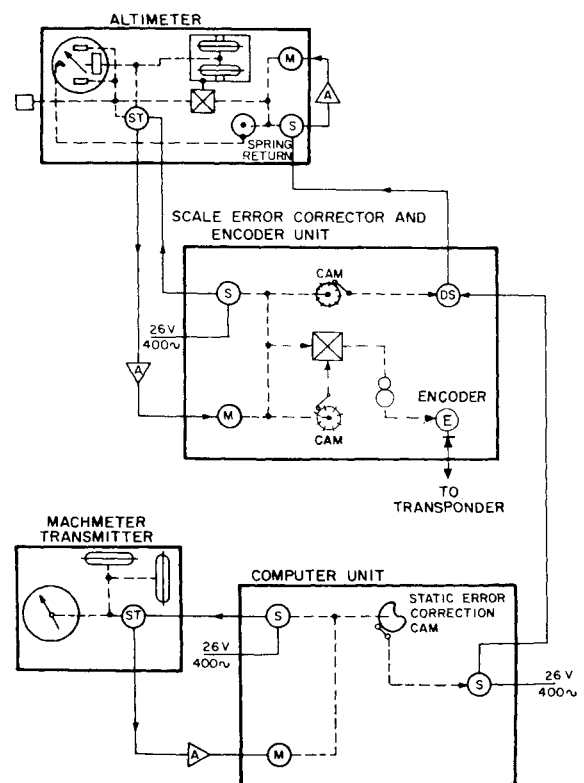 ALTIMETER
M
A
ST
S
SPRING
RETURN
SCALE ERROR CORRECTOR AND
ENCODER UNIT
CAM
S
DS
26V
400~
A
ENCODER
M
E
CAM
TO
TRANSPONDER
MACHMETER
TRANSMITTER
COMPUTER UNIT
STATIC ERROR
CORRECTION
CAM
ST
S
26V
400~
S
26V
400~
A
M